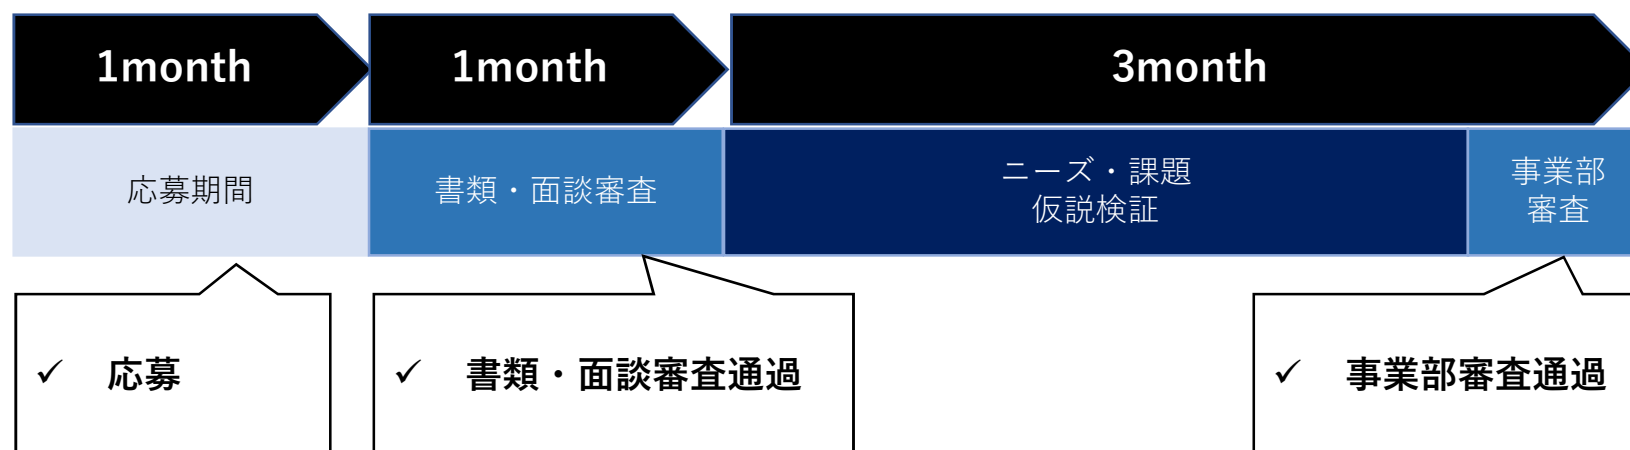 1month
1month
3month
応募期間
書類・面談審査
ニーズ・課題
仮説検証
事業部
審査
✓ 応募
✓ 書類・面談審査通過
✓ 事業部審査通過